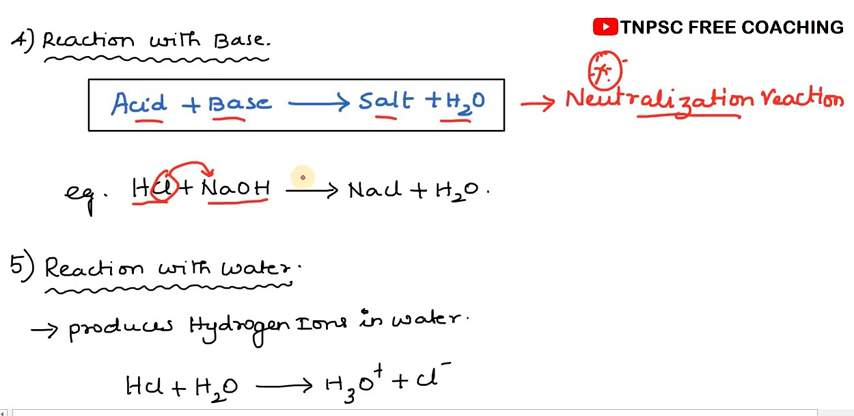 TNPSC FREE COACHING
4) Reaction with Base.
Acid + Base ⟶ Salt + H₂O → Neutralization reaction
eg. HCl + NaOH ⟶ NaCl + H₂O.
5) Reaction with water.
→ produces Hydrogen Ions in water.
HCl + H₂O ⟶ H₃O⁺ + Cl⁻